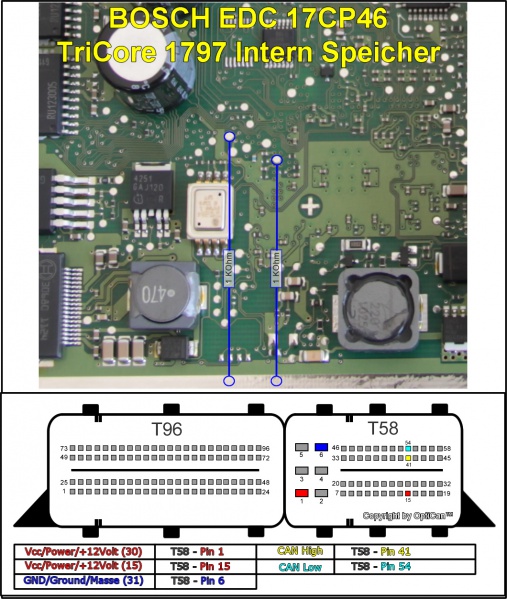 BOSCH EDC 17CP46
TriCore 1797 Intern Speicher
4251
GAJ120
470
1 KOhm
1 KOhm
T96
T58
73
96
49
72
25
48
1
24
5
6
3
4
1
2
46
54
58
33
41
45
20
32
7
15
19
Copyright by OptiCan™
Vcc/Power/+12Volt (30) T58 - Pin 1 CAN High T58 - Pin 41
Vcc/Power/+12Volt (15) T58 - Pin 15 CAN Low T58 - Pin 54
GND/Ground/Masse (31) T58 - Pin 6